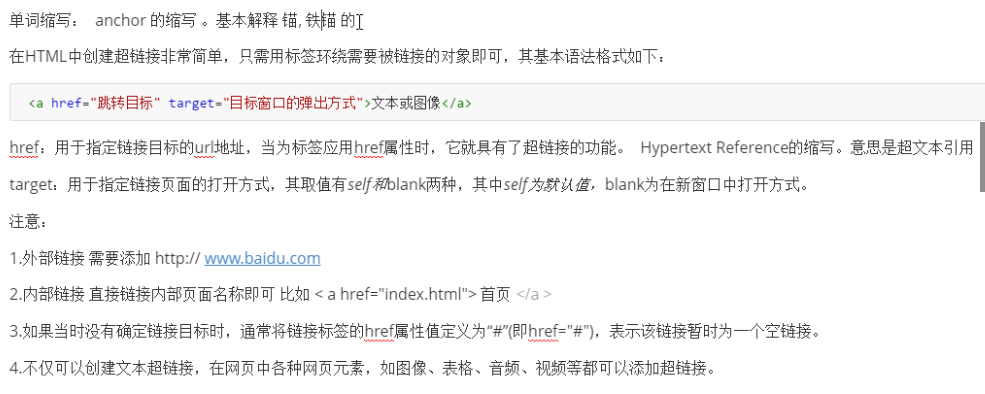 单词缩写： anchor 的缩写 。基本解释 锚, 铁锚 的
在HTML中创建超链接非常简单，只需用标签环绕需要被链接的对象即可，其基本语法格式如下：
<a href="跳转目标" target="目标窗口的弹出方式">文本或图像</a>
href：用于指定链接目标的url地址，当为标签应用href属性时，它就具有了超链接的功能。 Hypertext Reference的缩写。意思是超文本引用
target：用于指定链接页面的打开方式，其取值有self和blank两种，其中self为默认值，blank为在新窗口中打开方式。
注意：
1.外部链接 需要添加 http:// www.baidu.com
2.内部链接 直接链接内部页面名称即可 比如 < a href="index.html"> 首页 </a >
3.如果当时没有确定链接目标时，通常将链接标签的href属性值定义为“#”(即href="#")，表示该链接暂时为一个空链接。
4.不仅可以创建文本超链接，在网页中各种网页元素，如图像、表格、音频、视频等都可以添加超链接。